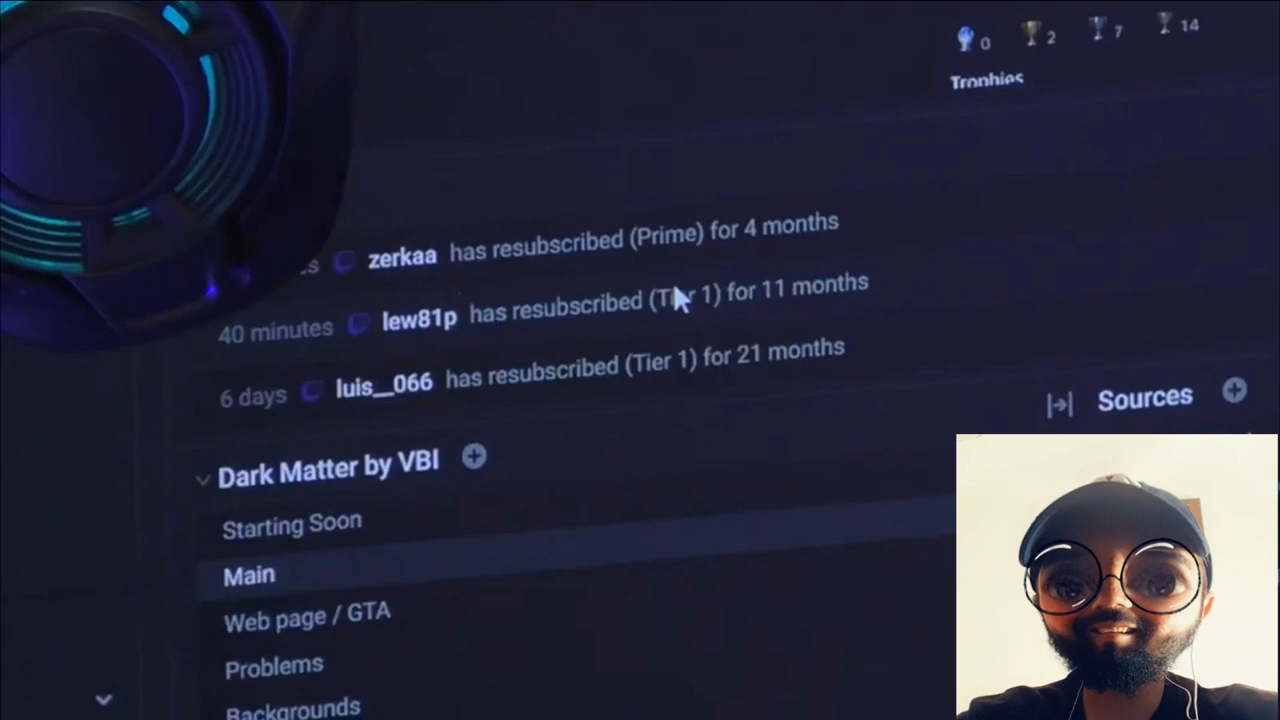 0 2 7 14
Trophies
zerkaa has resubscribed (Prime) for 4 months
40 minutes lew81p has resubscribed (Tier 1) for 11 months
6 days luis__066 has resubscribed (Tier 1) for 21 months
Sources
Dark Matter by VBI
Starting Soon
Main
Web page / GTA
Problems
Backgrounds